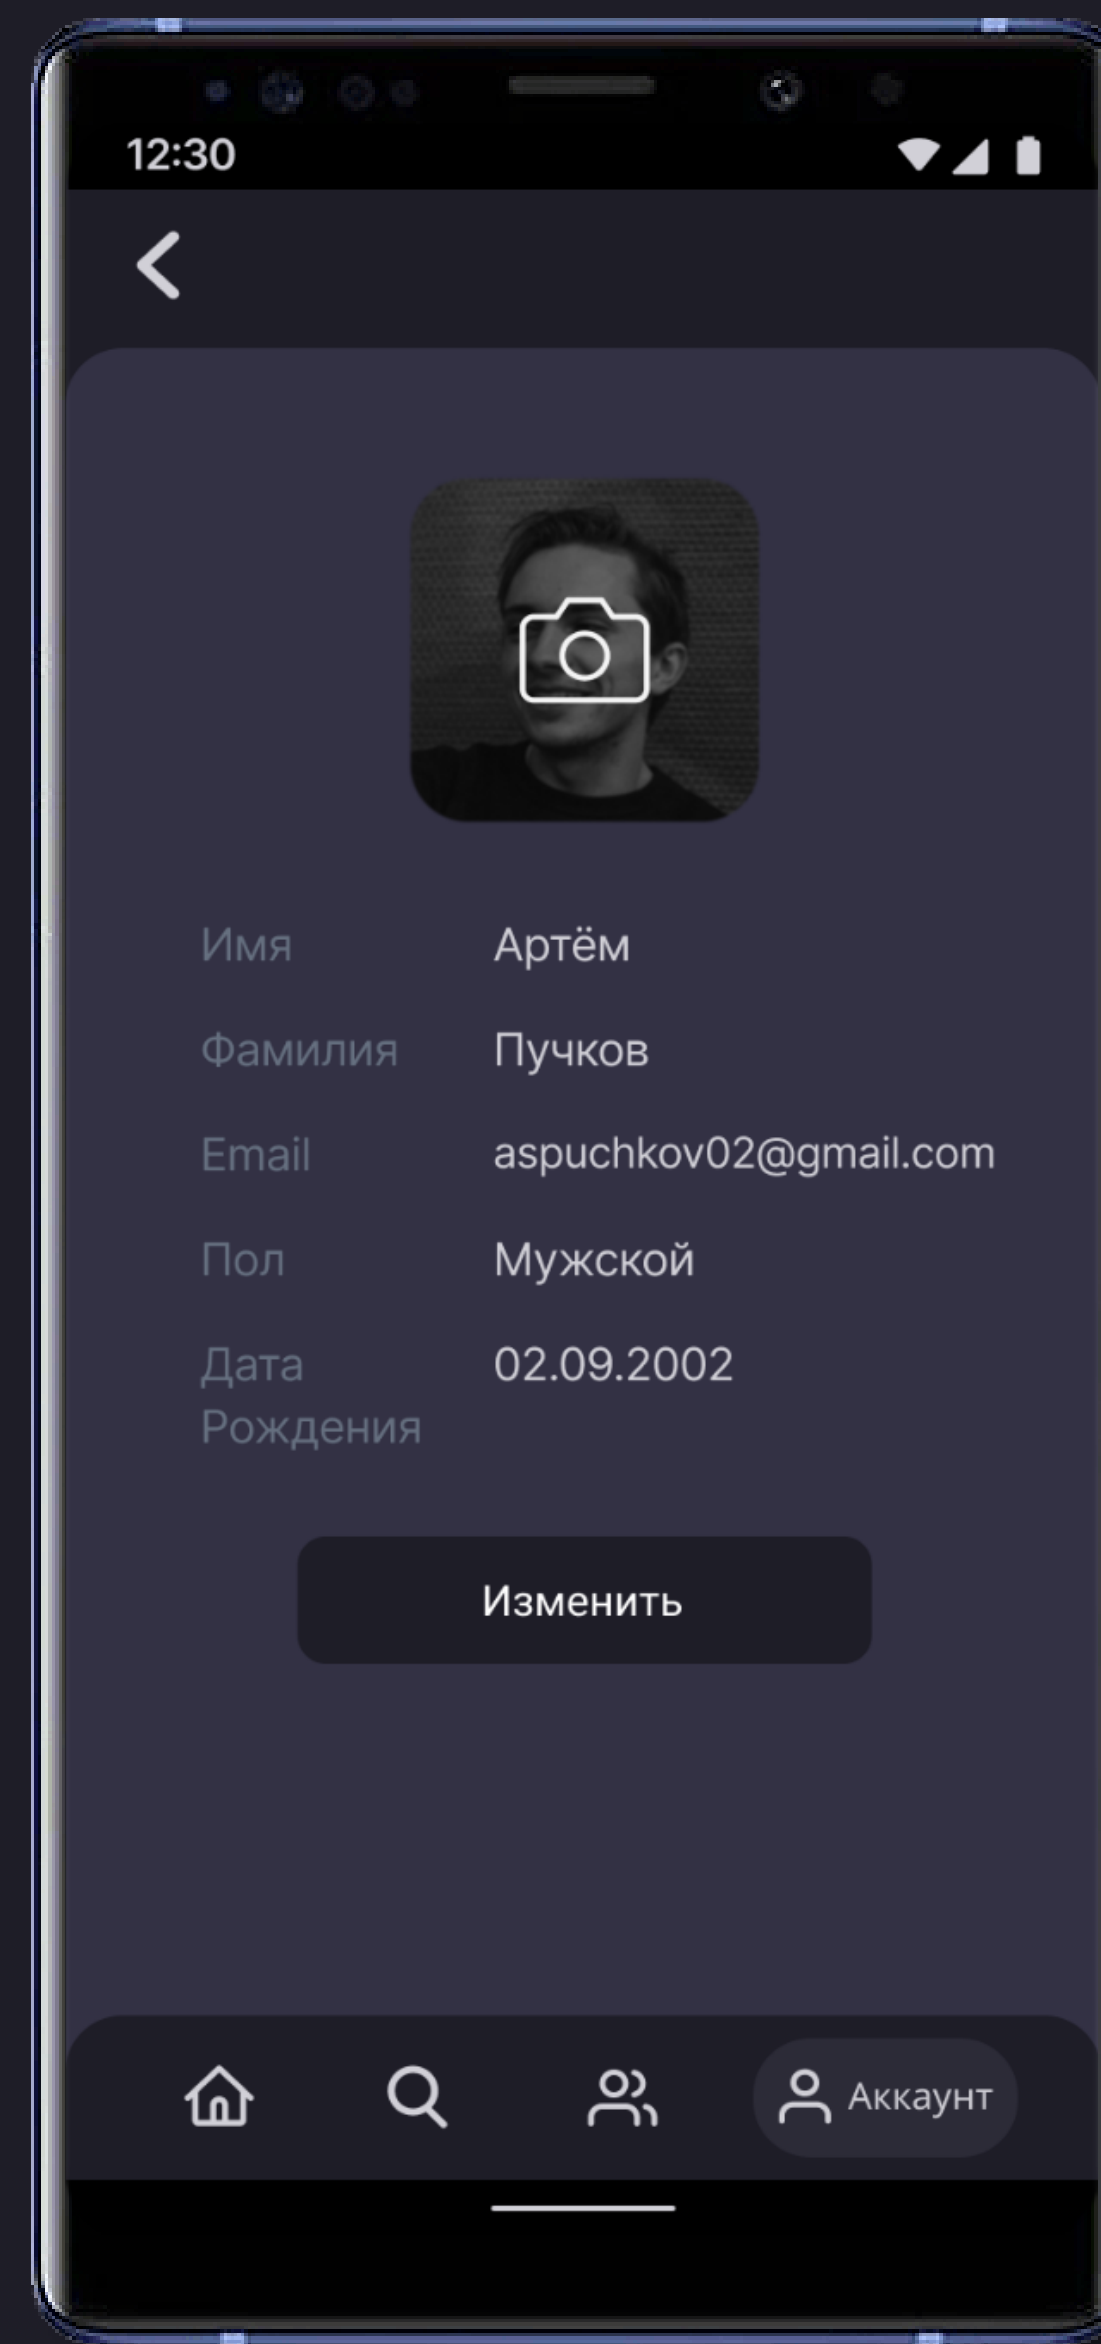 12:30
Имя Артём
Фамилия Пучков
Email aspuchkov02@gmail.com
Пол Мужской
Дата 02.09.2002
Рождения
Изменить
Аккаунт